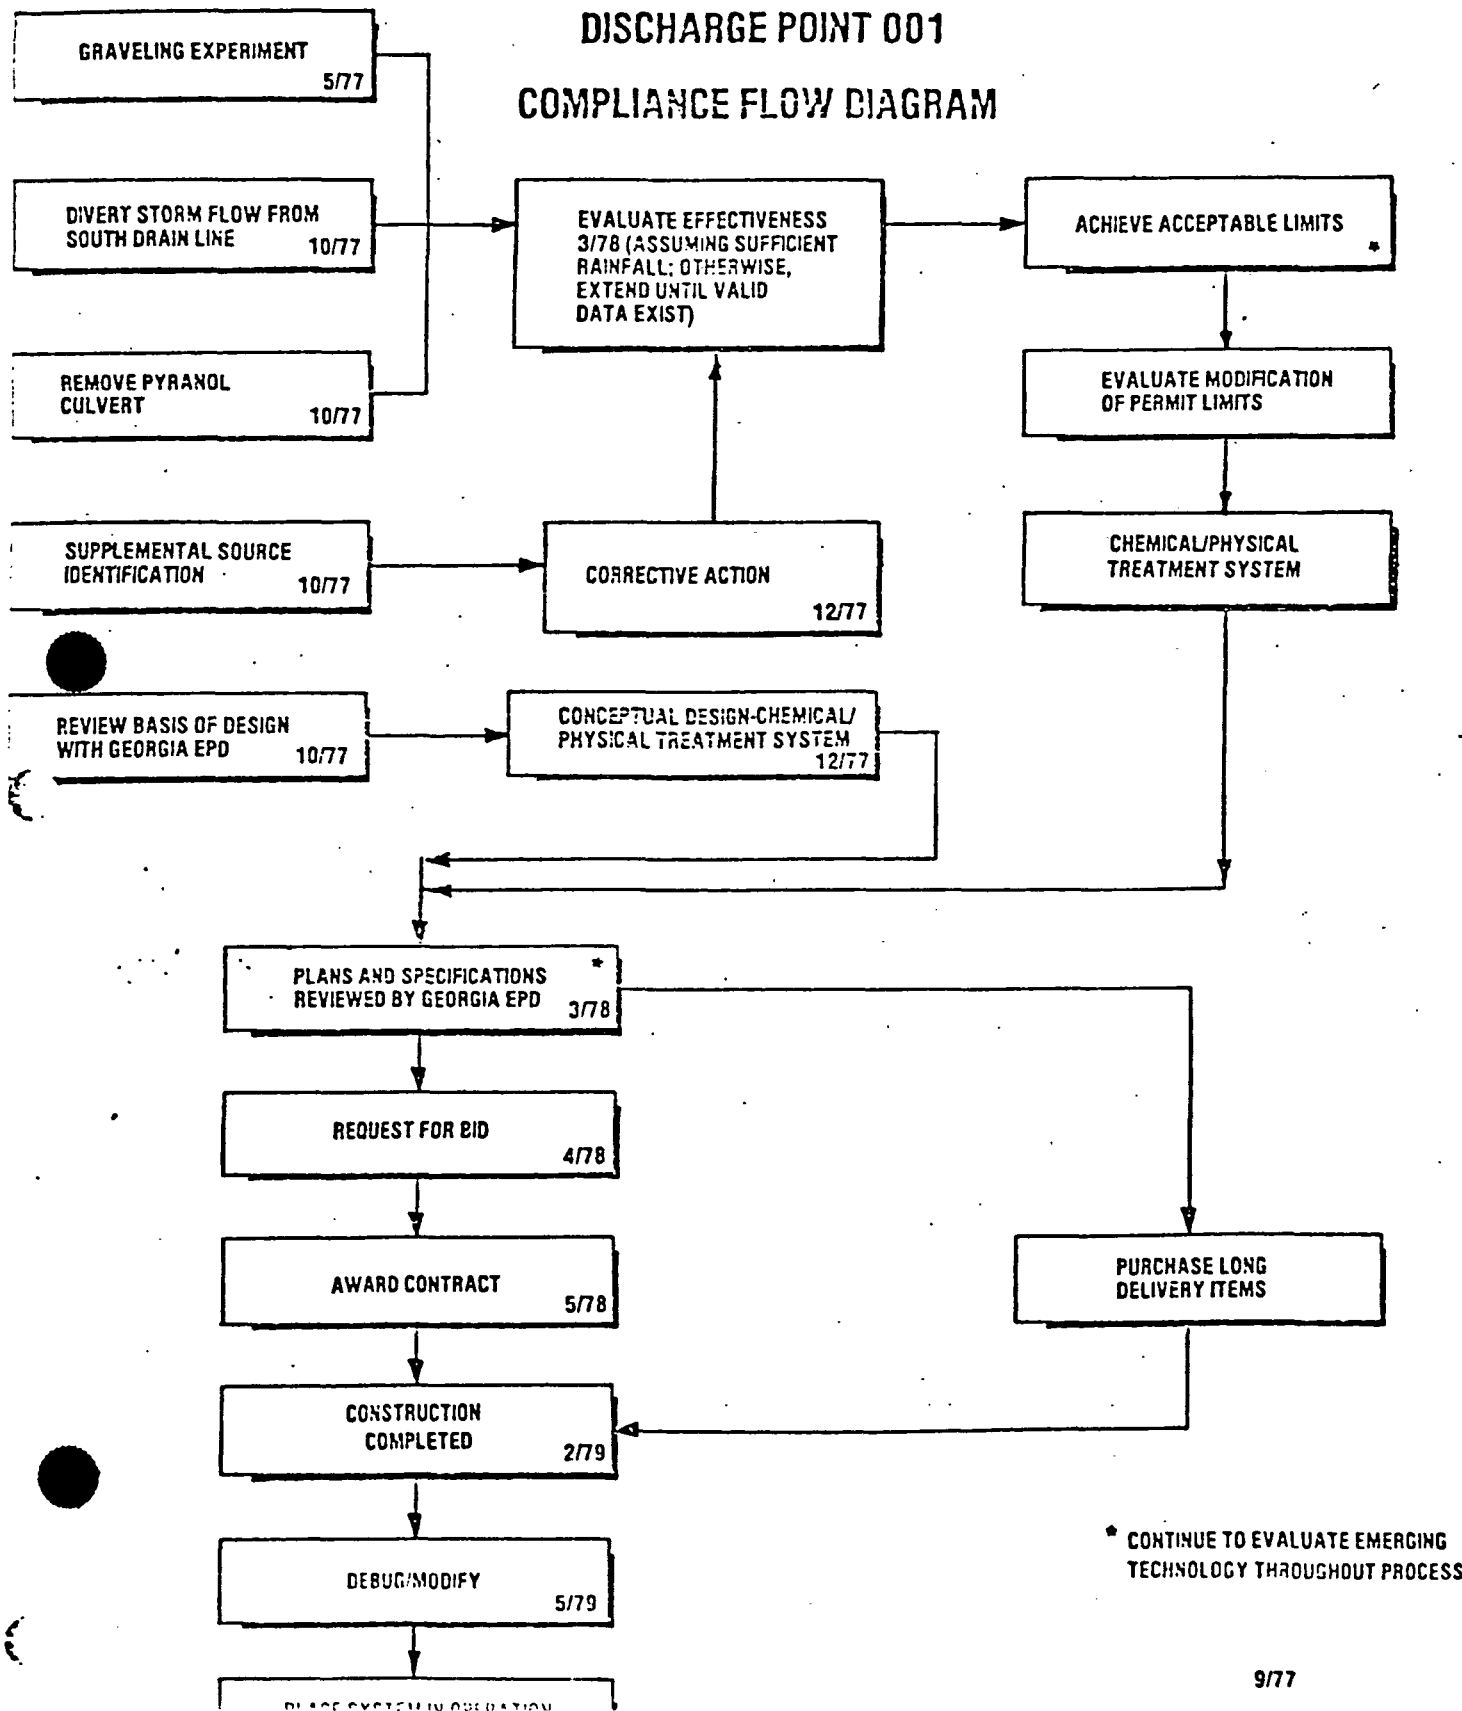 DISCHARGE POINT 001
COMPLIANCE FLOW DIAGRAM
GRAVELING EXPERIMENT
5/77
DIVERT STORM FLOW FROM
SOUTH DRAIN LINE
10/77
REMOVE PYRANOL
CULVERT
10/77
EVALUATE EFFECTIVENESS
3/78 (ASSUMING SUFFICIENT
RAINFALL; OTHERWISE,
EXTEND UNTIL VALID
DATA EXIST)
ACHIEVE ACCEPTABLE LIMITS
*
EVALUATE MODIFICATION
OF PERMIT LIMITS
SUPPLEMENTAL SOURCE
IDENTIFICATION
10/77
CORRECTIVE ACTION
12/77
CHEMICAL/PHYSICAL
TREATMENT SYSTEM
REVIEW BASIS OF DESIGN
WITH GEORGIA EPD
10/77
CONCEPTUAL DESIGN-CHEMICAL/
PHYSICAL TREATMENT SYSTEM
12/77
PLANS AND SPECIFICATIONS *
REVIEWED BY GEORGIA EPD
3/78
REQUEST FOR BID
4/78
AWARD CONTRACT
5/78
PURCHASE LONG
DELIVERY ITEMS
CONSTRUCTION
COMPLETED
2/79
DEBUG/MODIFY
5/79
PLACE SYSTEM IN OPERATION
* CONTINUE TO EVALUATE EMERGING
TECHNOLOGY THROUGHOUT PROCESS
9/77